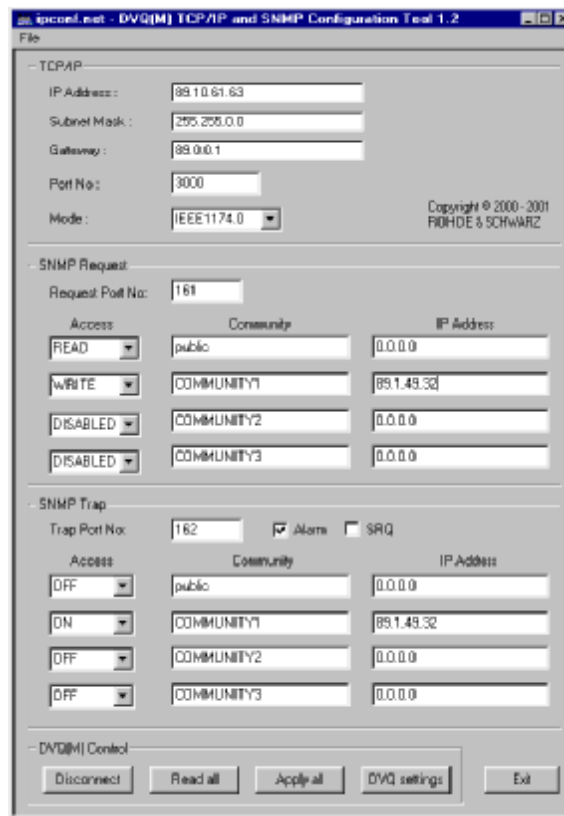 ipconf.net - DVQ(M) TCP/IP and SNMP Configuration Tool 1.2
File
TCP/IP
IP Address :
89.10.61.63
Subnet Mask :
255.255.0.0
Gateway :
89.0.0.1
Port No :
3000
Mode :
IEEE1174.0
Copyright © 2000 - 2001
ROHDE & SCHWARZ
SNMP Request
Request Port No:
161
Access Community IP Address
READ public 0.0.0.0
WRITE COMMUNITY1 89.1.49.32
DISABLED COMMUNITY2 0.0.0.0
DISABLED COMMUNITY3 0.0.0.0
SNMP Trap
Trap Port No: 162 Alarm SRQ
Access Community IP Address
OFF public 0.0.0.0
ON COMMUNITY1 89.1.49.32
OFF COMMUNITY2 0.0.0.0
OFF COMMUNITY3 0.0.0.0
DVQ(M) Control
Disconnect Read all Apply all DVQ settings Exit